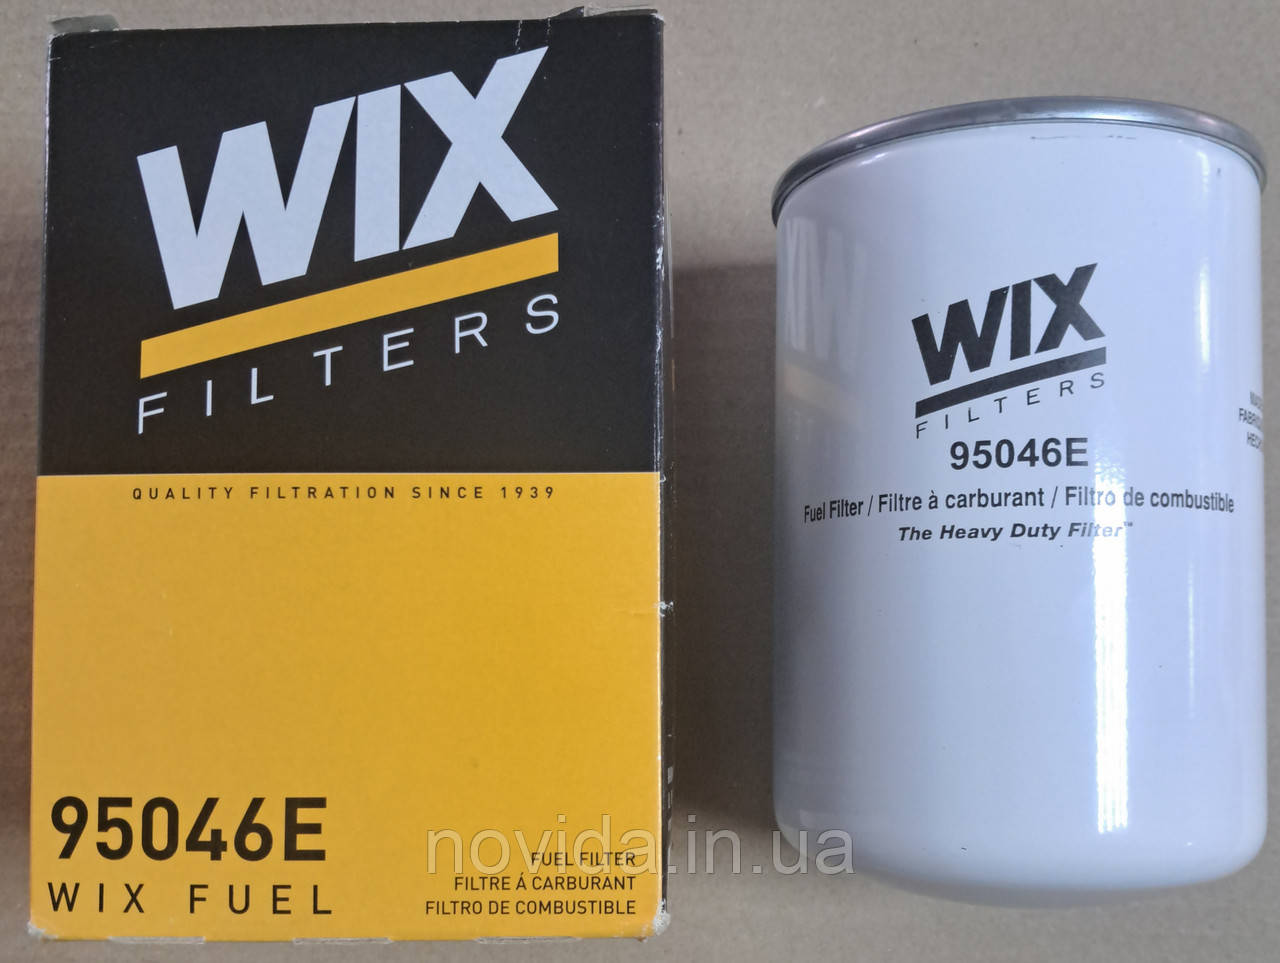 WIX
FILTERS
QUALITY FILTRATION SINCE 1939
95046E
WIX FUEL
FUEL FILTER
FILTRE Á CARBURANT
FILTRO DE COMBUSTIBLE
WIX
FILTERS
95046E
Fuel Filter / Filtre à carburant / Filtro de combustible
The Heavy Duty Filter™
novida.in.ua